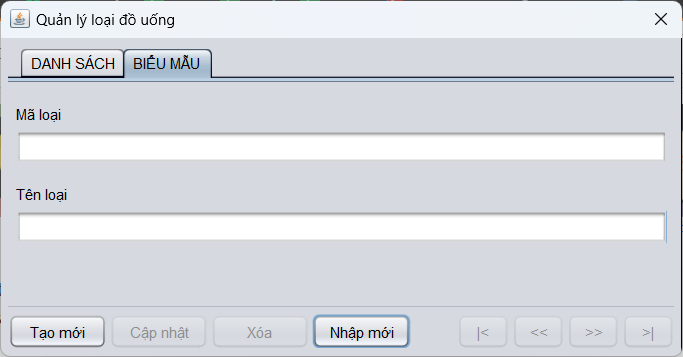 Quản lý loại đồ uống
DANH SÁCH
BIỂU MẪU
Mã loại
Tên loại
Tạo mới
Cập nhật
Xóa
Nhập mới
|<
<<
>>
>|